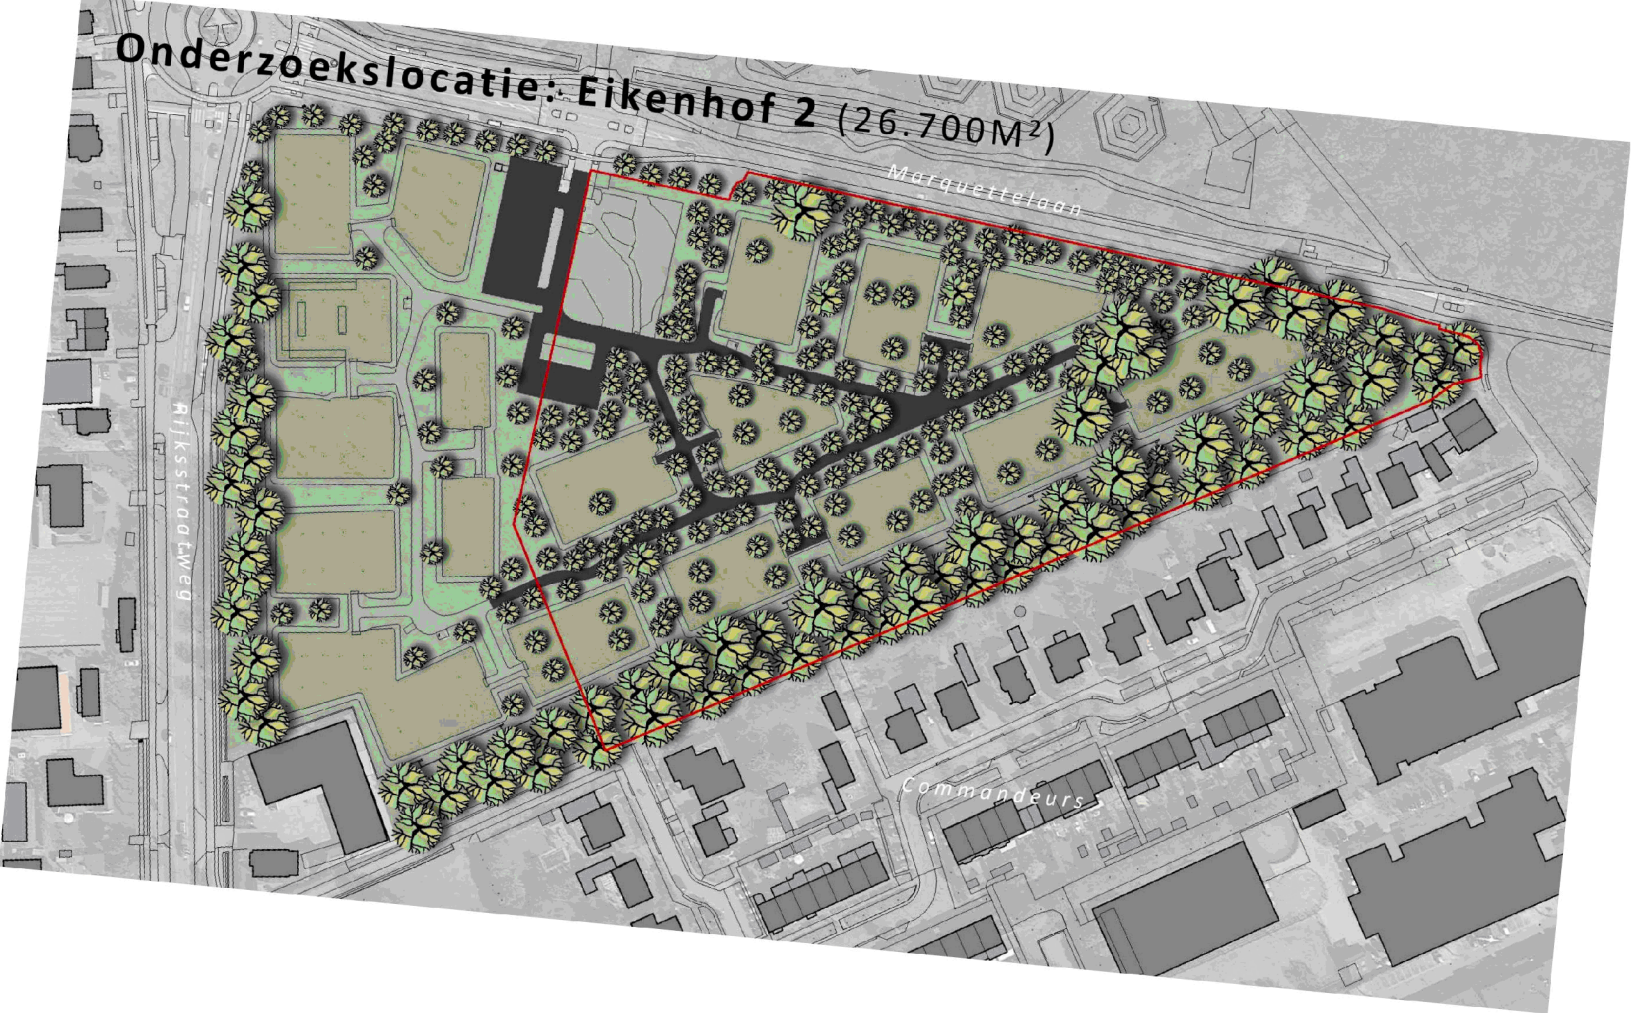 Onderzoekslocatie: Eikenhof 2 (26.700M²)
Marquettelaan
Rijksstraatweg
Commandeurs